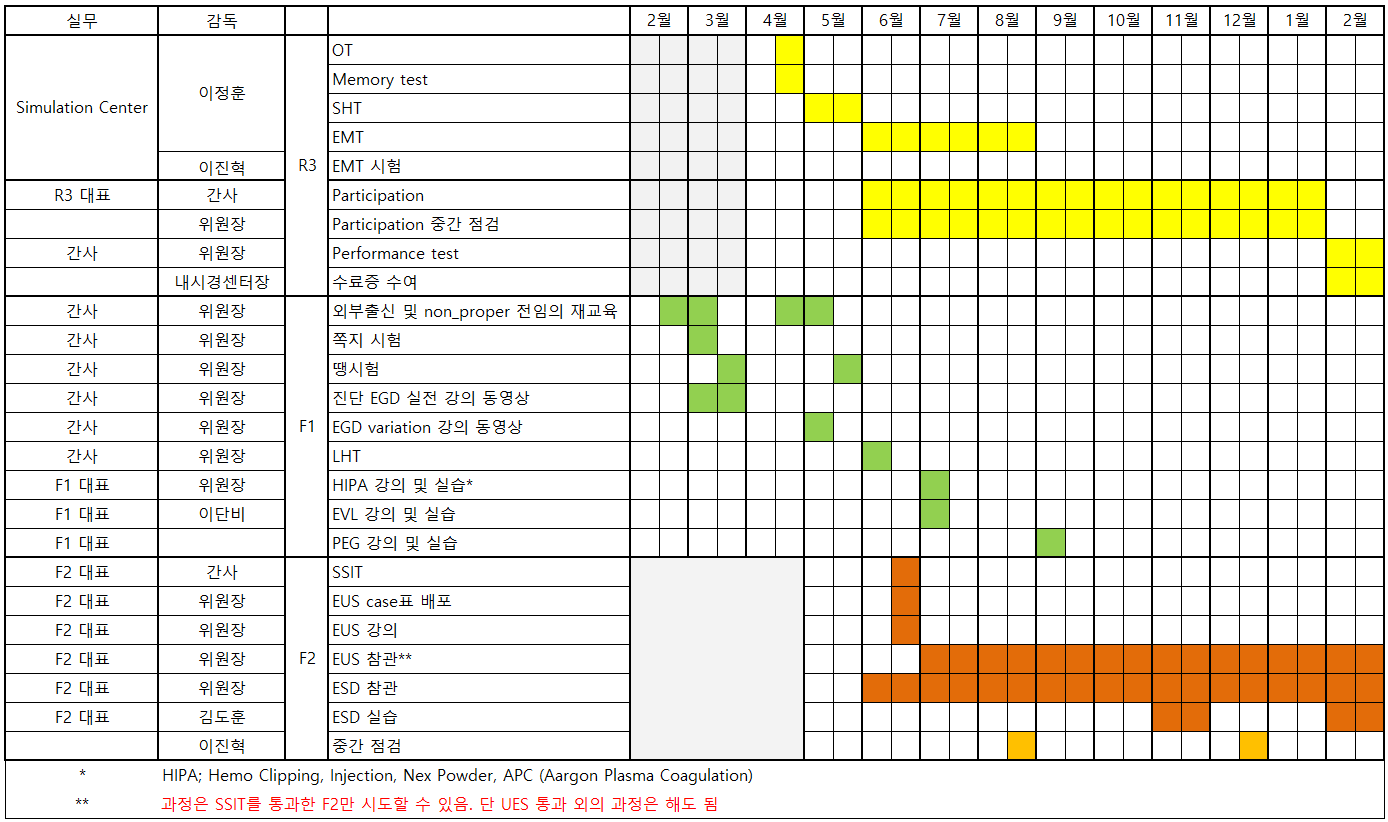 실무 감독 2월 3월 4월 5월 6월 7월 8월 9월 10월 11월 12월 1월 2월
Simulation Center 이정훈 R3 OT
Memory test
SHT
EMT
이진혁 EMT 시험
R3 대표 간사 Participation
위원장 Participation 중간 점검
간사 위원장 Performance test
내시경센터장 수료증 수여
간사 위원장 F1 외부출신 및 non_proper 전임의 재교육
간사 위원장 쪽지 시험
간사 위원장 땡시험
간사 위원장 진단 EGD 실전 강의 동영상
간사 위원장 EGD variation 강의 동영상
간사 위원장 LHT
F1 대표 위원장 HIPA 강의 및 실습*
F1 대표 이단비 EVL 강의 및 실습
F1 대표 PEG 강의 및 실습
F2 대표 간사 F2 SSIT
F2 대표 위원장 EUS case표 배포
F2 대표 위원장 EUS 강의
F2 대표 위원장 EUS 참관**
F2 대표 위원장 ESD 참관
F2 대표 김도훈 ESD 실습
이진혁 중간 점검
* HIPA; Hemo Clipping, Injection, Nex Powder, APC (Aargon Plasma Coagulation)
** 과정은 SSIT를 통과한 F2만 시도할 수 있음. 단 UES 통과 외의 과정은 해도 됨